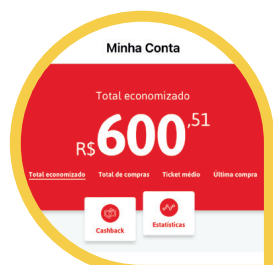 Minha Conta
Total economizado
R$600,51
Total economizado Total de compras Ticket médio Última compra
Cashback Estatísticas